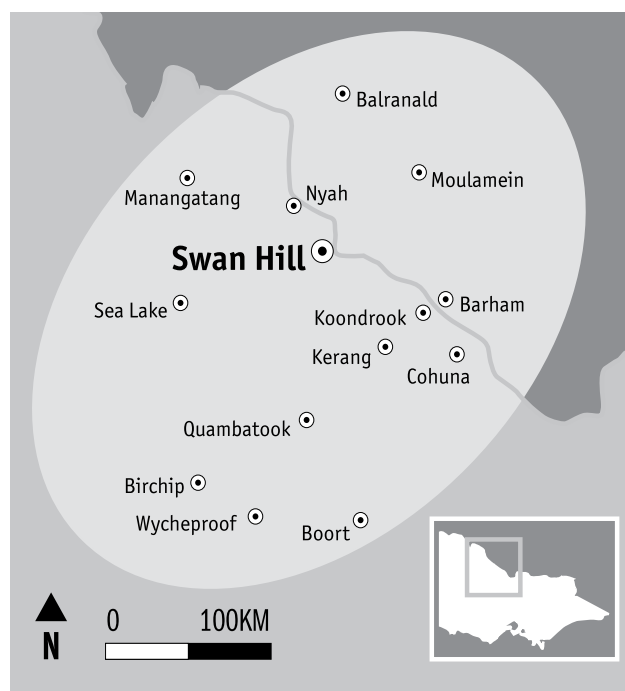 Balranald
Moulamein
Manangatang
Nyah
Swan Hill
Sea Lake
Barham
Koondrook
Kerang
Cohuna
Quambatook
Birchip
Wycheproof
Boort
N
0 100KM